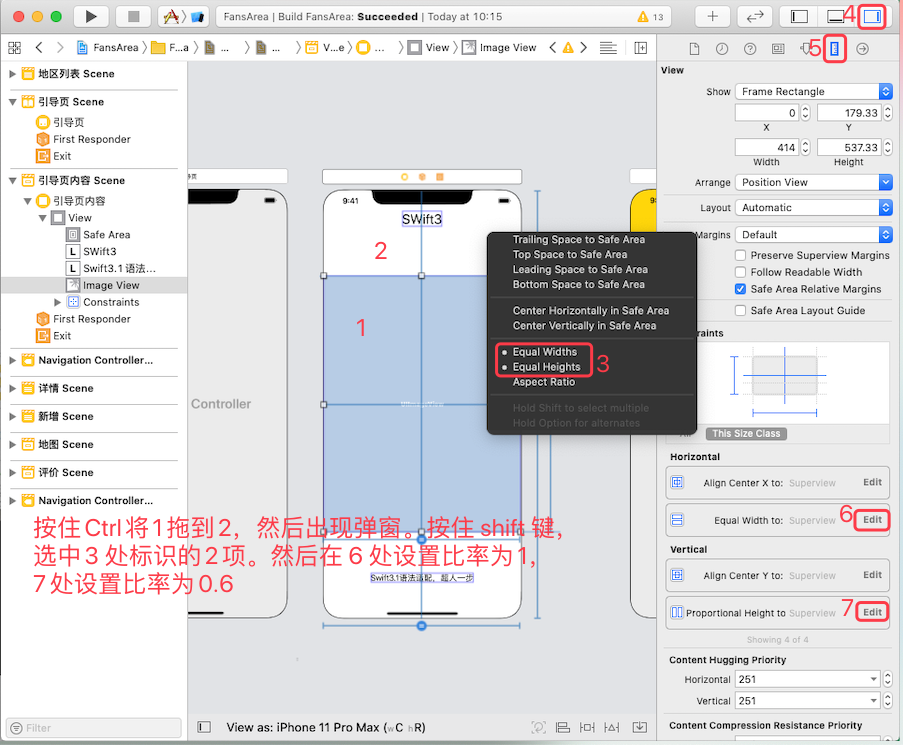 FansArea | Build FansArea: Succeeded | Today at 10:15
13
4
FansArea
F...a
...
...
V...e
...
View
Image View
5
地区列表 Scene
引导页 Scene
引导页
First Responder
Exit
引导页内容 Scene
引导页内容
View
Safe Area
SWift3
Swift3.1 语法...
Image View
Constraints
First Responder
Exit
Navigation Controller...
详情 Scene
新增 Scene
地图 Scene
评价 Scene
Navigation Controller...
Filter
Controller
9:41
SWift3
2
1
UIImageView
Swift3.1语法适配，超人一步
Trailing Space to Safe Area
Top Space to Safe Area
Leading Space to Safe Area
Bottom Space to Safe Area
Center Horizontally in Safe Area
Center Vertically in Safe Area
Equal Widths
Equal Heights
3
Aspect Ratio
Hold Shift to select multiple
Hold Option for alternates
按住Ctrl将1拖到2，然后出现弹窗。按住 shift 键，
选中3 处标识的2项。然后在 6 处设置比率为1，
7 处设置比率为0.6
View as: iPhone 11 Pro Max (wC hR)
View
Show Frame Rectangle
0 179.33
X Y
414 537.33
Width Height
Arrange Position View
Layout Automatic
Margins Default
Preserve Superview Margins
Follow Readable Width
Safe Area Relative Margins
Safe Area Layout Guide
raints
This Size Class
Horizontal
Align Center X to: Superview Edit
Equal Width to: Superview 6 Edit
Vertical
Align Center Y to: Superview Edit
Proportional Height to Superview 7 Edit
Showing 4 of 4
Content Hugging Priority
Horizontal 251
Vertical 251
Content Compression Resistance Priority